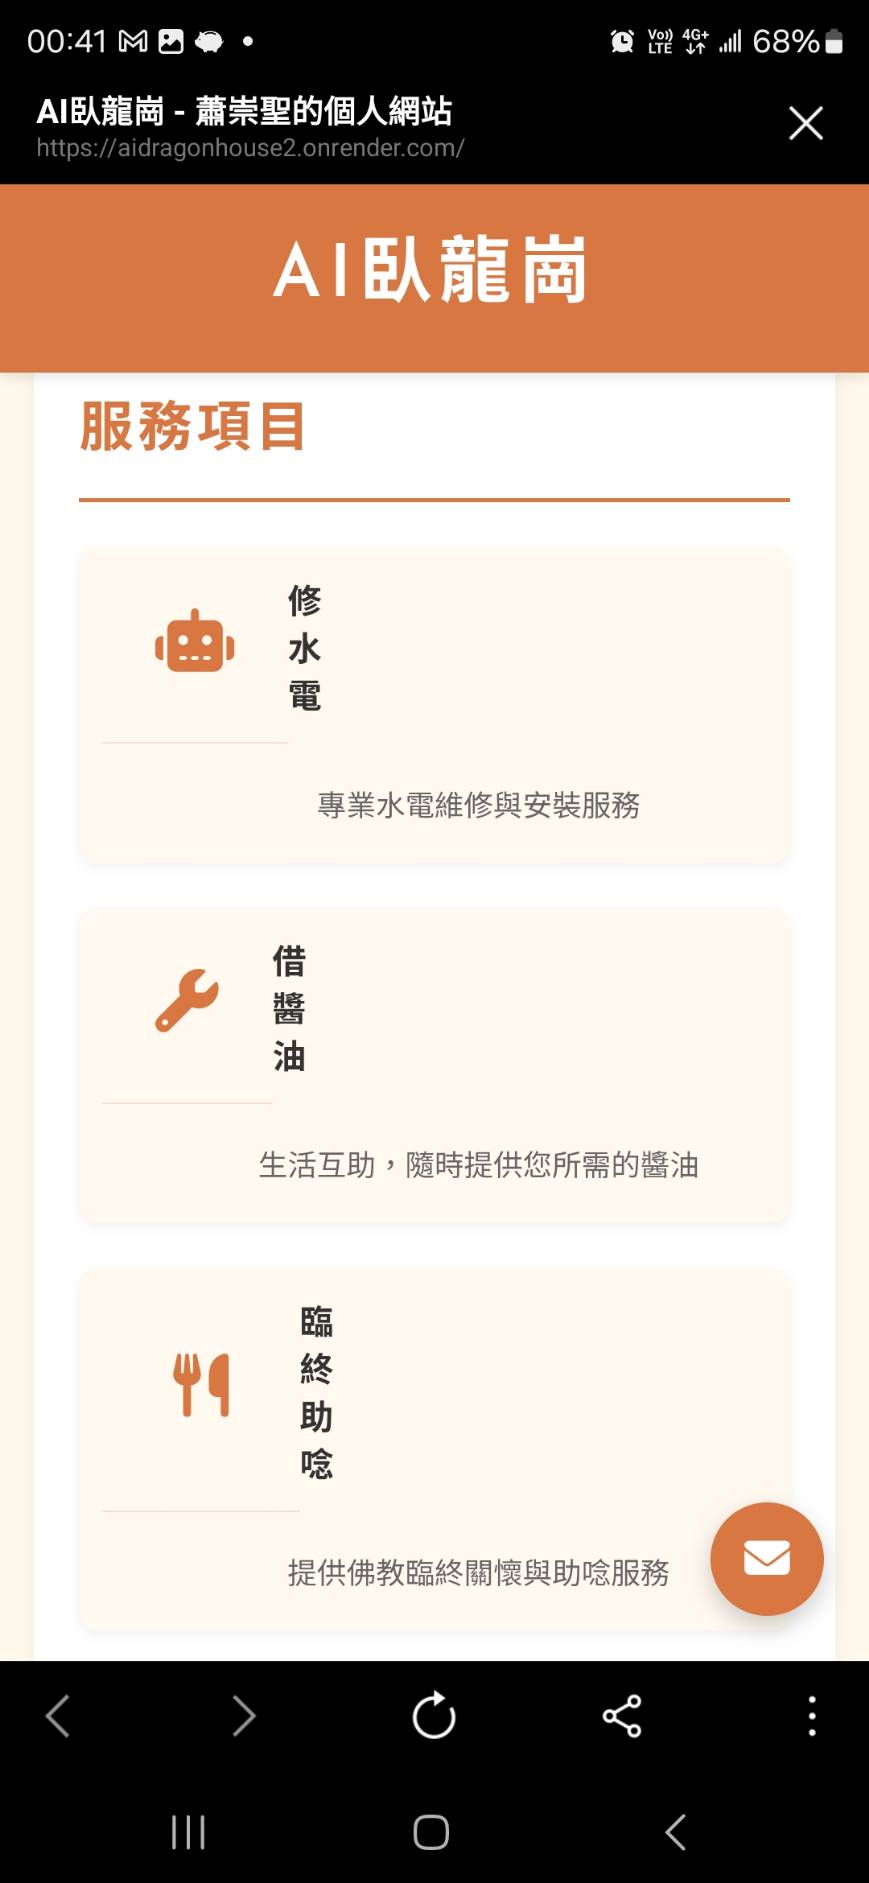 00:41
Vo)) LTE 4G+ 68%
AI臥龍崗 - 蕭崇聖的個人網站
https://aidragonhouse2.onrender.com/
AI臥龍崗
服務項目
修水電
專業水電維修與安裝服務
借醬油
生活互助，隨時提供您所需的醬油
臨終助唸
提供佛教臨終關懷與助唸服務